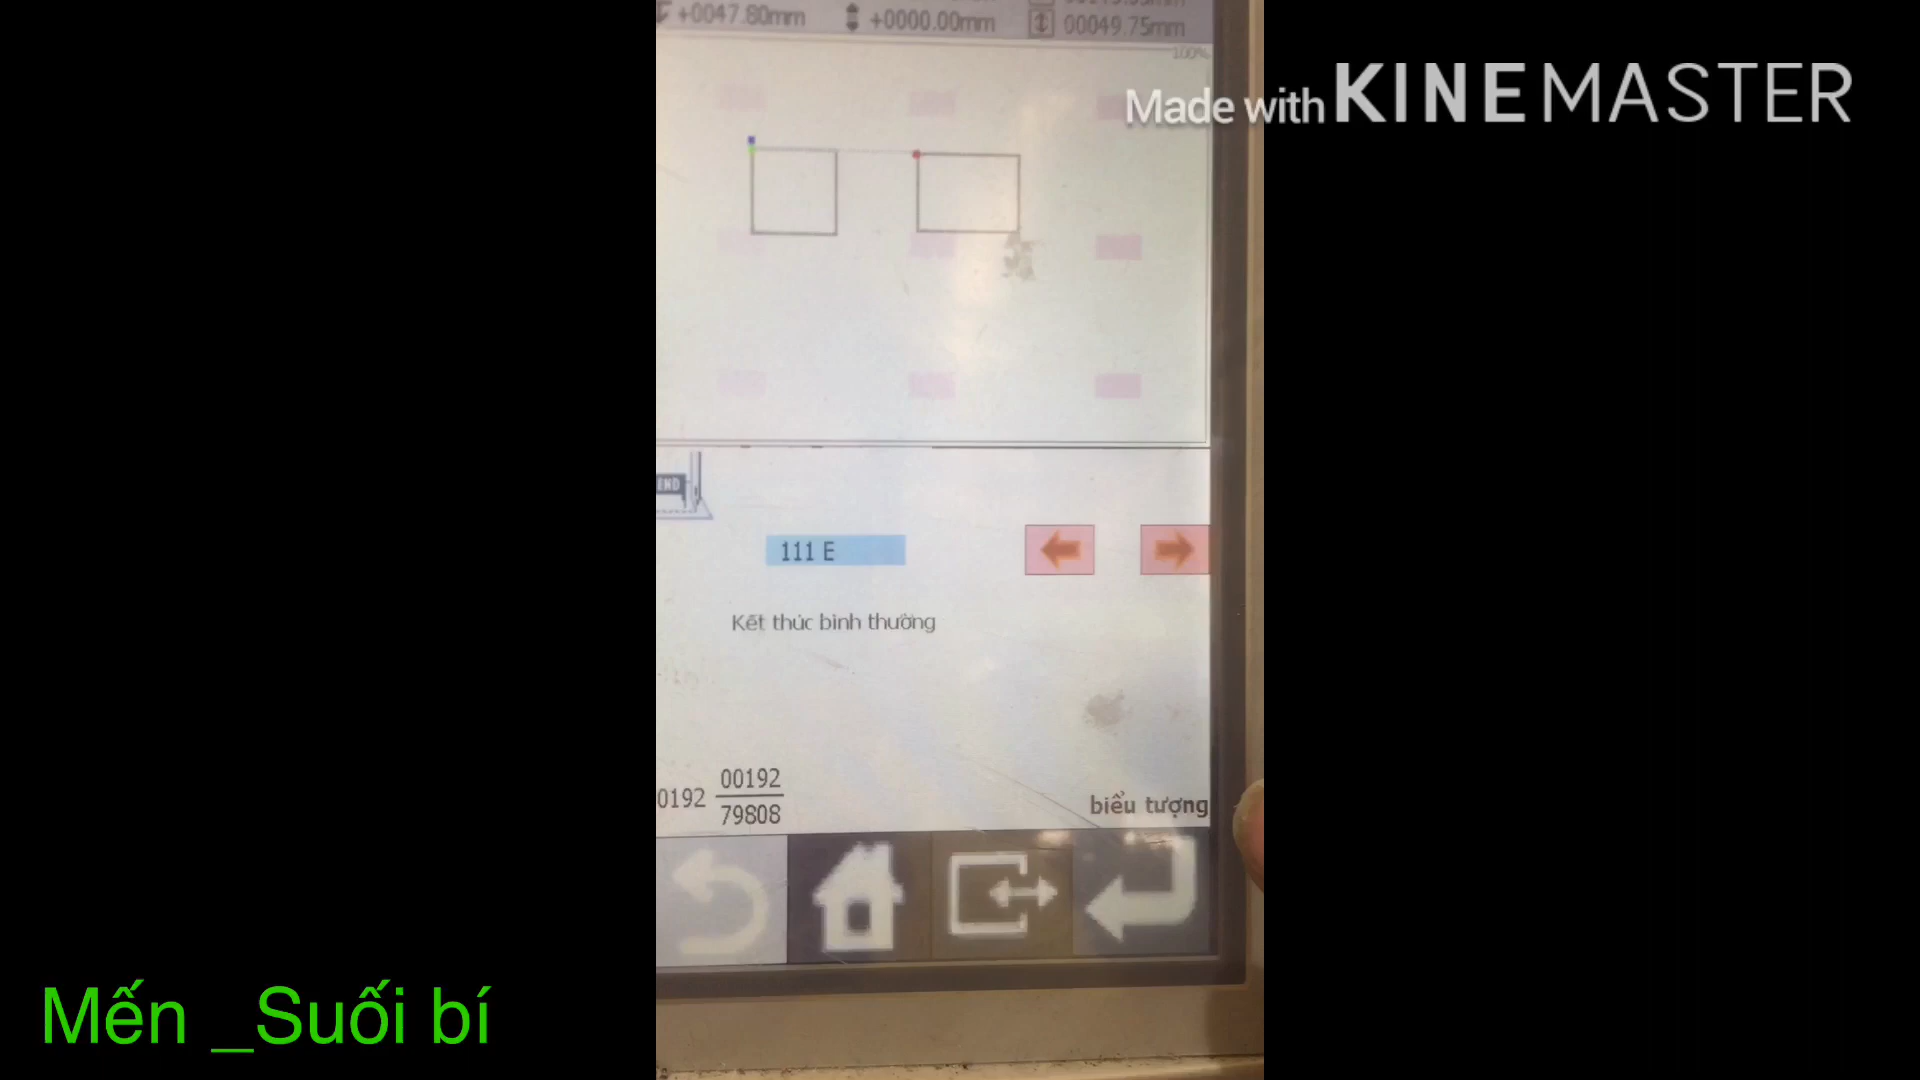 +0047.80mm +0000.00mm 00049.75mm
100%
Made with KINEMASTER
END
111 E
Kết thúc bình thường
00192
0192
79808
biểu tượng
Mến _Suối bí